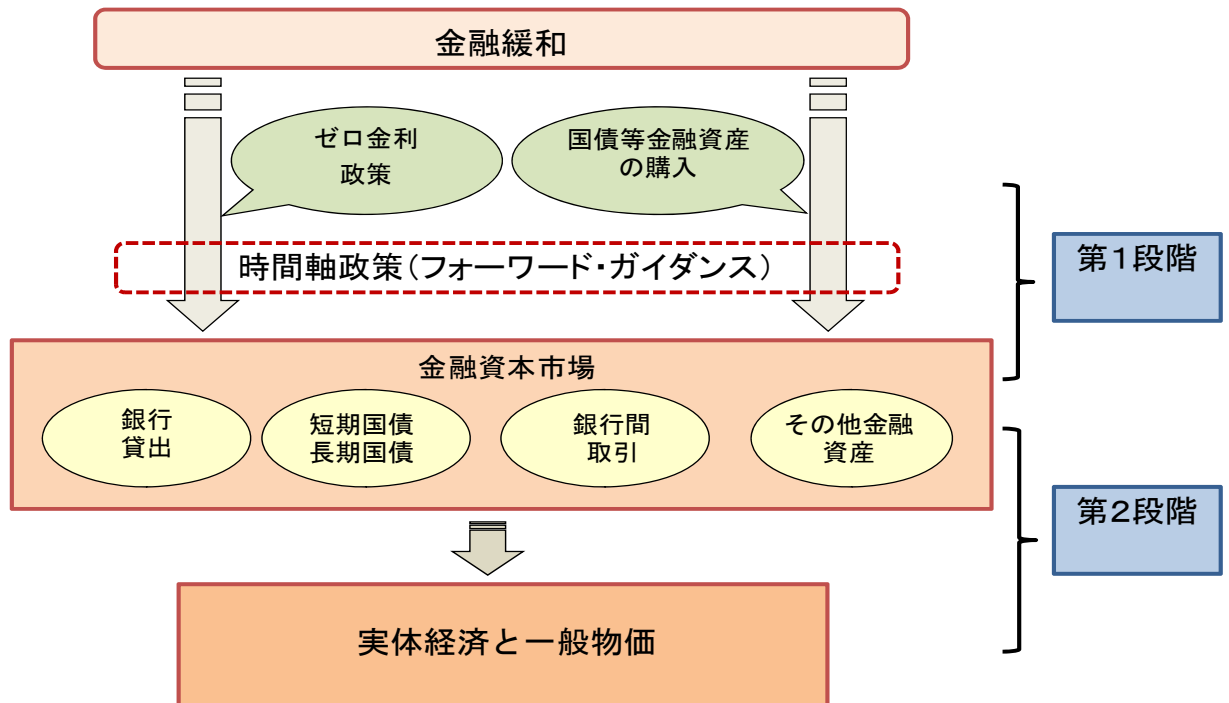 金融緩和
ゼロ金利
政策
国債等金融資産
の購入
時間軸政策(フォーワード・ガイダンス)
第1段階
金融資本市場
銀行
貸出
短期国債
長期国債
銀行間
取引
その他金融
資産
第2段階
実体経済と一般物価